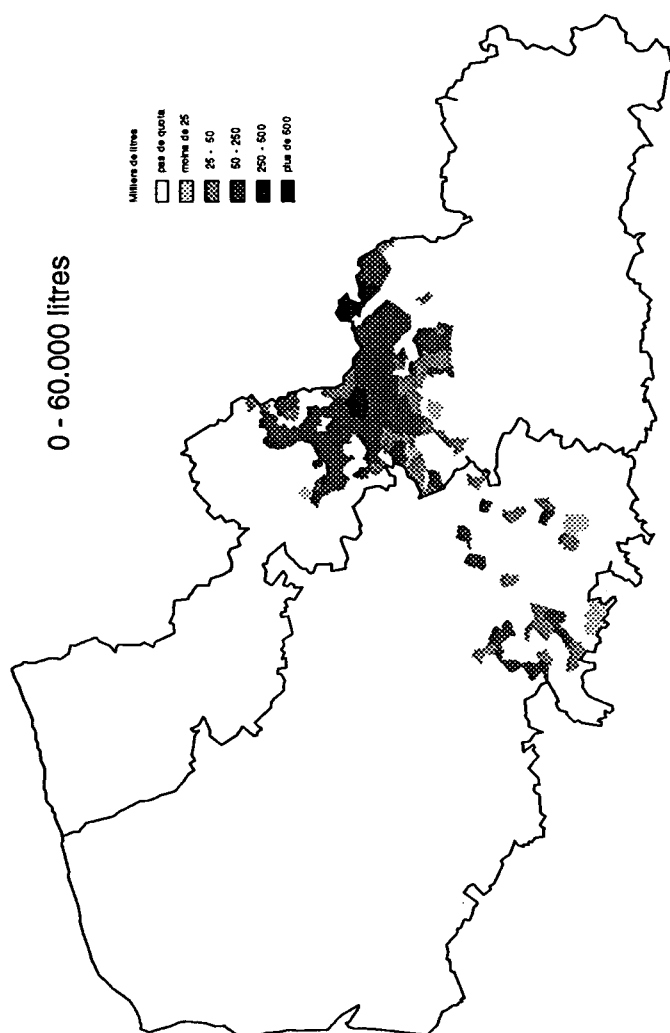 0 - 60.000 litres
Milliers de litres
pas de quota
moins de 25
25 - 50
50 - 250
250 - 500
plus de 500